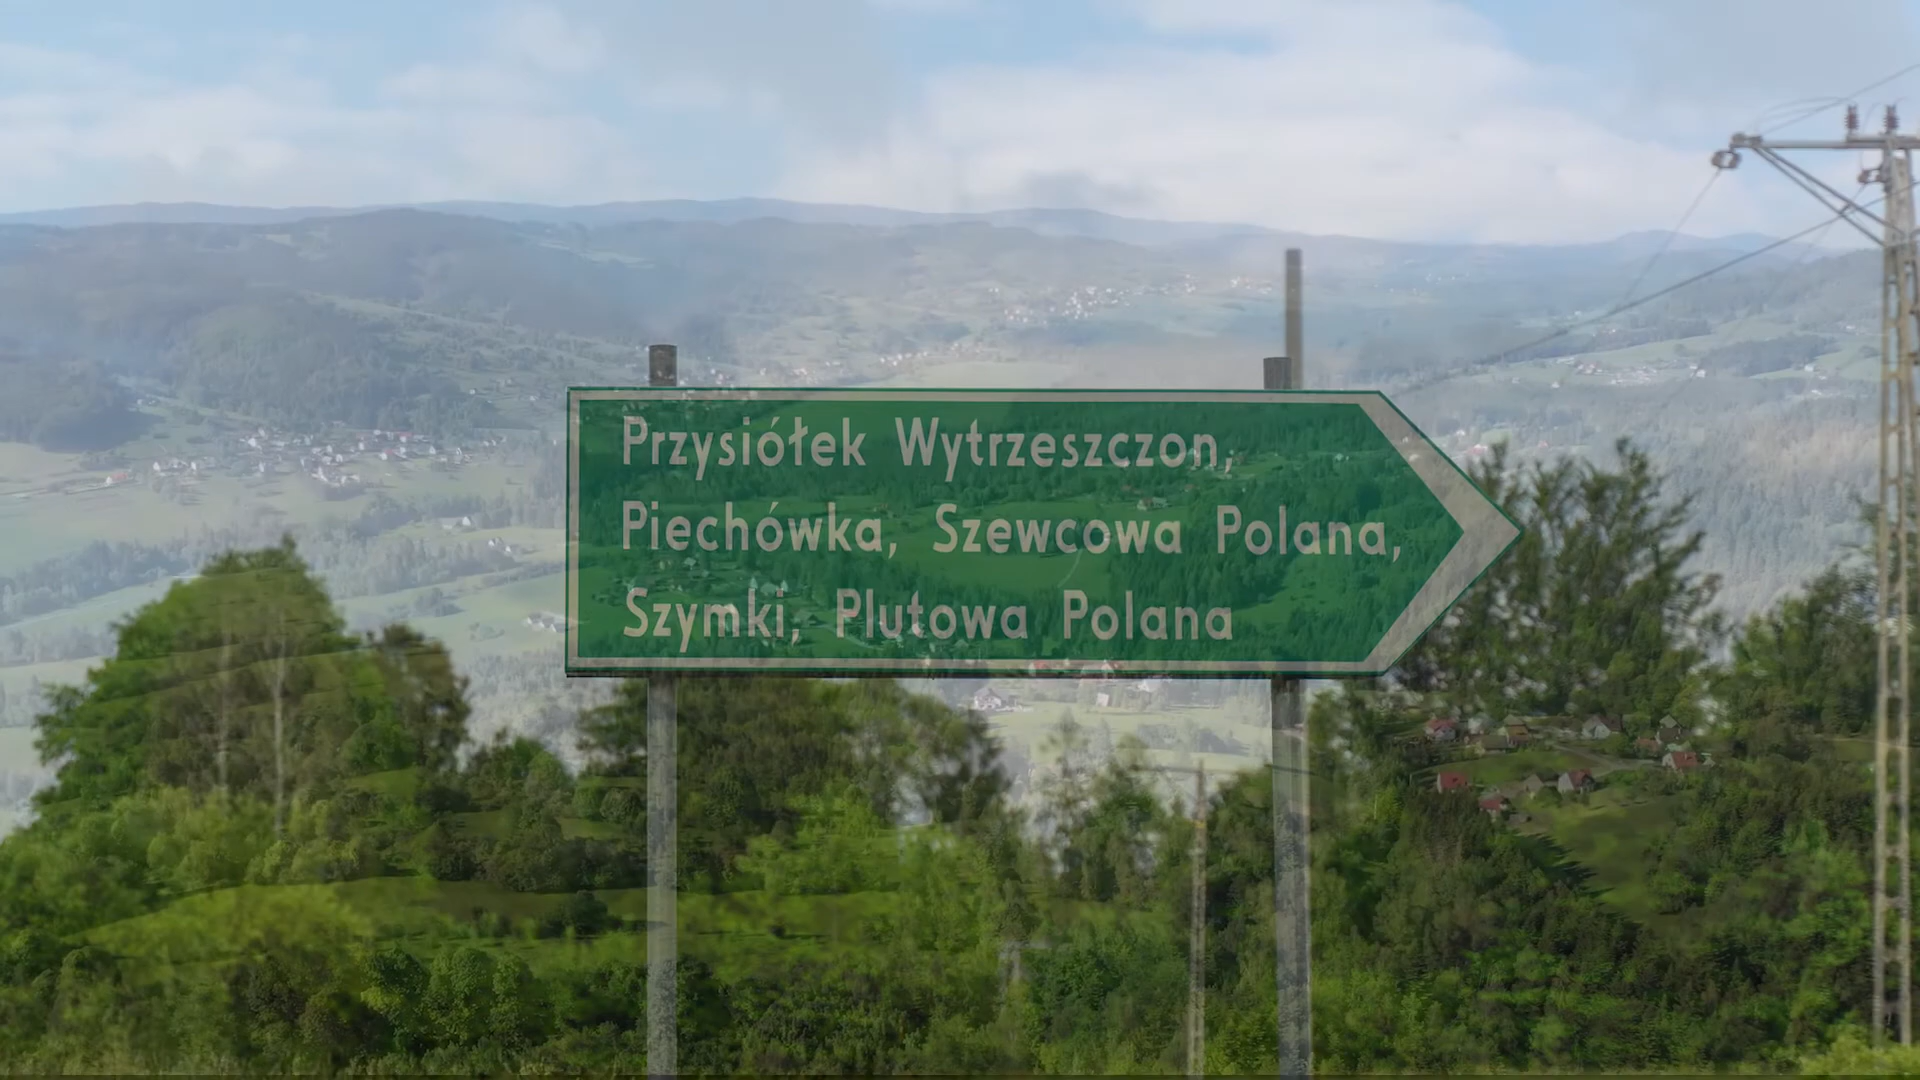 Przysiółek Wytrzeszczon,
Piechówka, Szewcowa Polana,
Szymki, Plutowa Polana